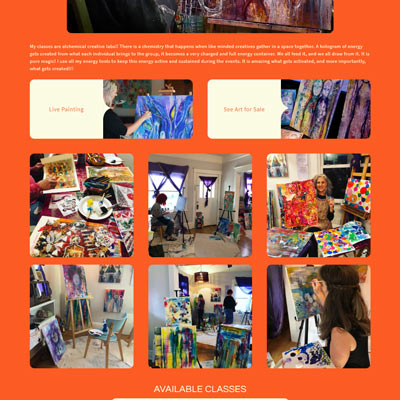 My classes are alchemical creative labs!! There is a chemistry that happens when like minded creatives gather in a space together. A hologram of energy
gets created from what each individual brings to the group, it becomes a very charged and full energy container. We all feed it, and we all draw from it. It is
pure magic! I use all my energy tools to keep this energy active and sustained during the events. It is amazing what gets activated, and more importantly,
what gets created!!!
Live Painting
See Art for Sale
AVAILABLE CLASSES